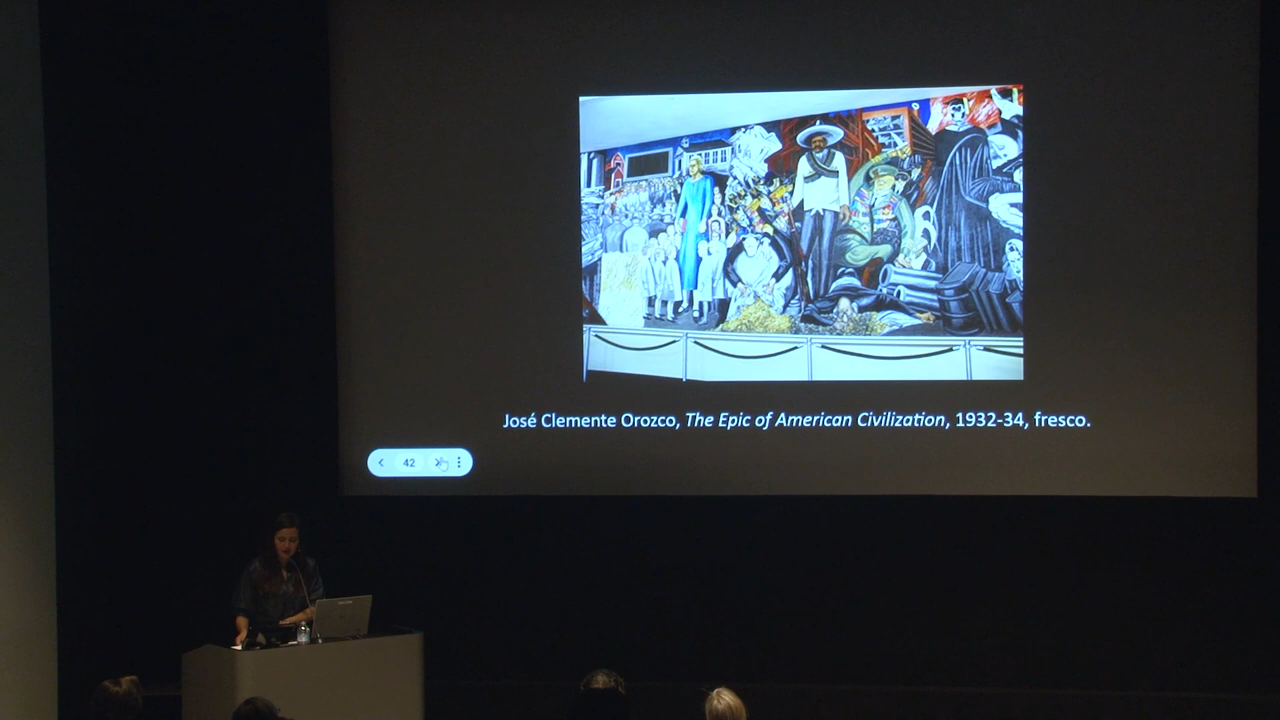 José Clemente Orozco, The Epic of American Civilization, 1932-34, fresco.
42